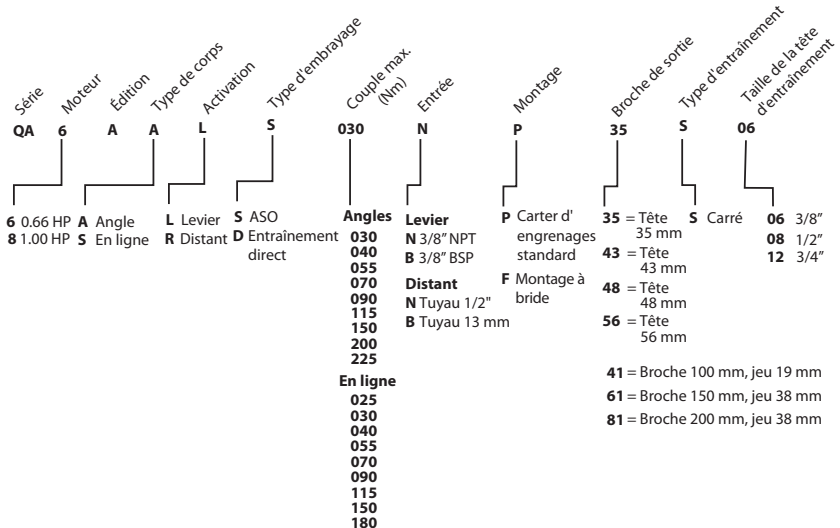 Série
Moteur
Édition
Type de corps
Activation
Type d'embrayage
Couple max.
(Nm)
Entrée
Montage
Broche de sortie
Type d'entraînement
Taille de la tête
d'entraînement
QA 6 A A L S 030 N P 35 S 06
6 0.66 HP
8 1.00 HP
A Angle
S En ligne
L Levier
R Distant
S ASO
D Entraînement
direct
Angles
030
040
055
070
090
115
150
200
225
En ligne
025
030
040
055
070
090
115
150
180
Levier
N 3/8" NPT
B 3/8" BSP
Distant
N Tuyau 1/2"
B Tuyau 13 mm
P Carter d'
engrenages
standard
F Montage à
bride
35 = Tête
35 mm
43 = Tête
43 mm
48 = Tête
48 mm
56 = Tête
56 mm
41 = Broche 100 mm, jeu 19 mm
61 = Broche 150 mm, jeu 38 mm
81 = Broche 200 mm, jeu 38 mm
S Carré
06 3/8"
08 1/2"
12 3/4"